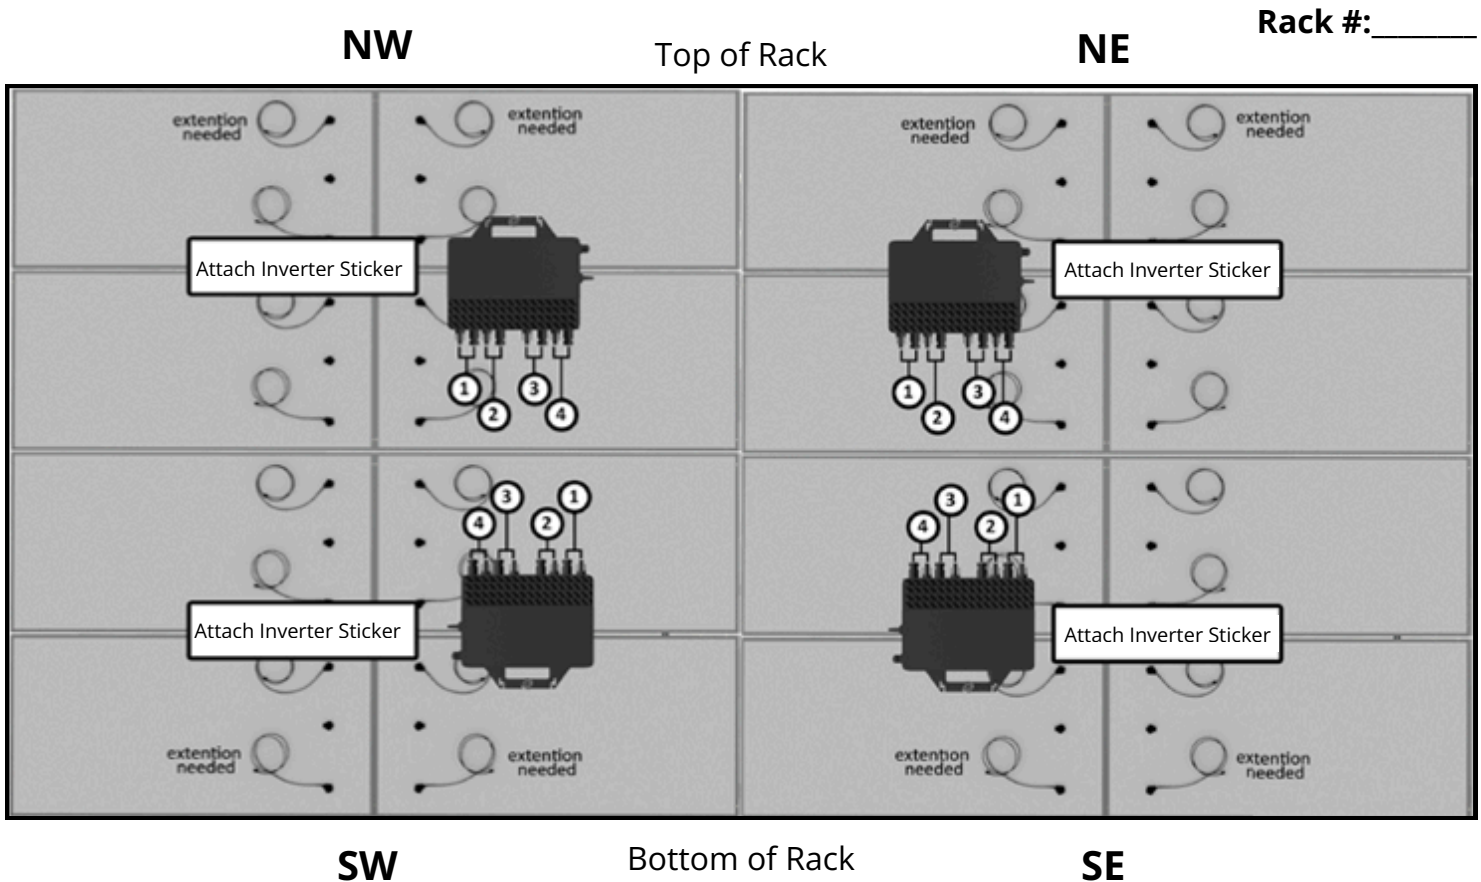 Rack #:________
NW
Top of Rack
NE
extention
needed
extention
needed
extention
needed
extention
needed
Attach Inverter Sticker
Attach Inverter Sticker
1
2
3
4
1
2
3
4
4
3
2
1
4
3
2
1
Attach Inverter Sticker
Attach Inverter Sticker
extention
needed
extention
needed
extention
needed
extention
needed
SW
Bottom of Rack
SE